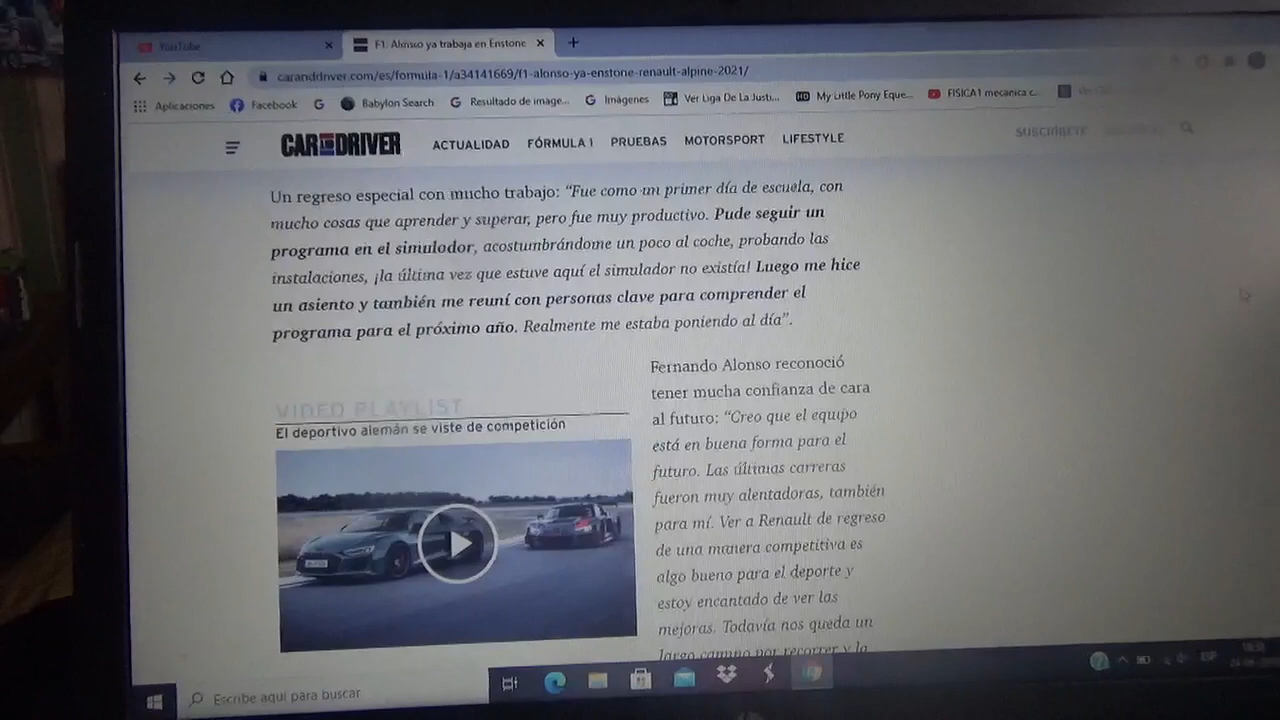 YouTube
F1: Alonso ya trabaja en Enstone
caranddriver.com/es/formula-1/a34141669/f1-alonso-ya-enstone-renault-alpine-2021/
Aplicaciones Facebook G Babylon Search Resultado de image... Imágenes Ver Liga De La Justi... My Little Pony Eque... FISICA1 mecanica c...
CAR AND DRIVER ACTUALIDAD FÓRMULA 1 PRUEBAS MOTORSPORT LIFESTYLE SUSCRÍBETE
Un regreso especial con mucho trabajo: “Fue como un primer día de escuela, con
mucho cosas que aprender y superar, pero fue muy productivo. Pude seguir un
programa en el simulodor, acostumbrándome un poco al coche, probando las
instalaciones, ¡la última vez que estuve aquí el simulador no existía! Luego me hice
un asiento y también me reuní con personas clave para comprender el
programa para el próximo año. Realmente me estaba poniendo al día”.
VIDEO PLAYLIST
El deportivo alemán se viste de competición
Fernando Alonso reconoció
tener mucha confianza de cara
al futuro: “Creo que el equipo
está en buena forma para el
futuro. Las últimas carreras
fueron muy alentadoras, también
para mí. Ver a Renault de regreso
de una manera competitiva es
algo bueno para el deporte y
estoy encantado de ver las
mejoras. Todavía nos queda un
largo camino por recorrer y la
Escribe aquí para buscar
ESP